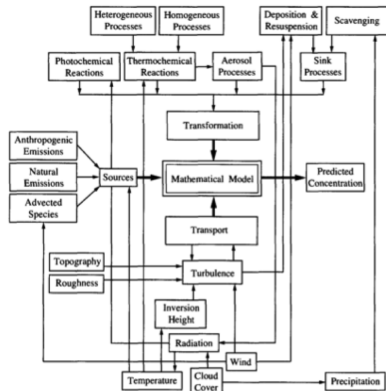 Heterogeneous Homogeneous
Processes Processes
Deposition &
Resuspension
Scavenging
Photochemical
Reactions
Thermochemical
Reactions
Aerosol
Processes
Sink
Processes
Transformation
Anthropogenic
Emissions
Natural
Emissions
Advected
Species
Sources
Mathematical Model
Predicted
Concentration
Transport
Topography
Turbulence
Roughness
Inversion
Height
Radiation
Wind
Temperature
Cloud
Cover
Precipitation